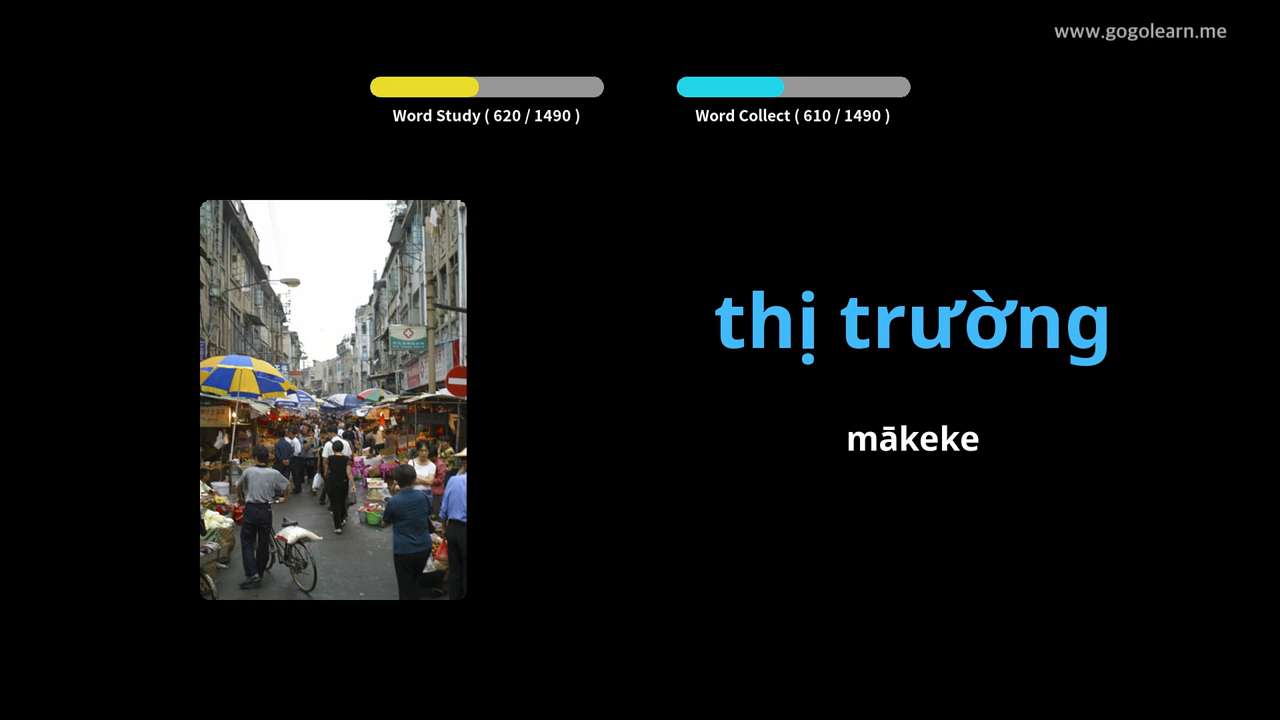 www.gogolearn.me
Word Study ( 620 / 1490 )
Word Collect ( 610 / 1490 )
thị trường
mākeke